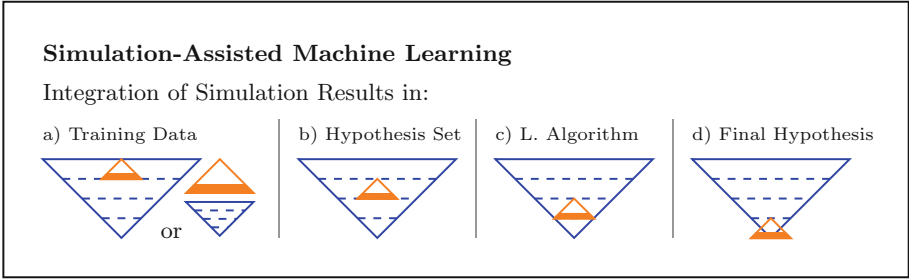 Simulation-Assisted Machine Learning
Integration of Simulation Results in:
a) Training Data
b) Hypothesis Set
c) L. Algorithm
d) Final Hypothesis
or